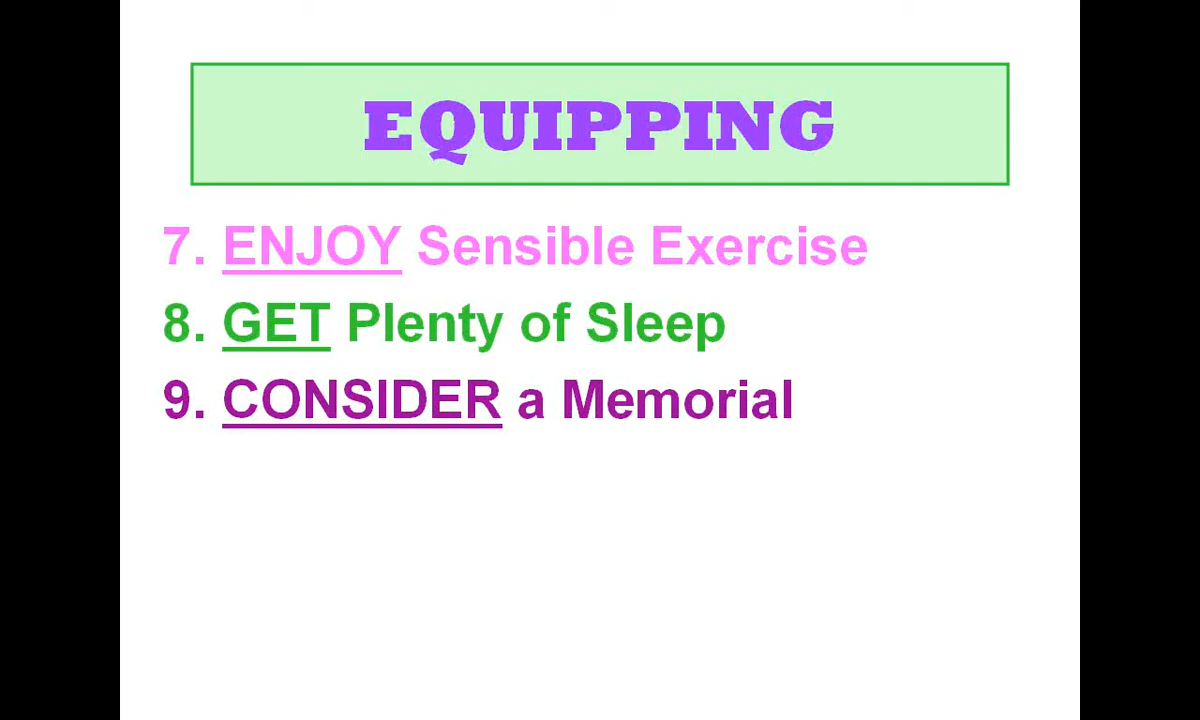 EQUIPPING
7. ENJOY Sensible Exercise
8. GET Plenty of Sleep
9. CONSIDER a Memorial